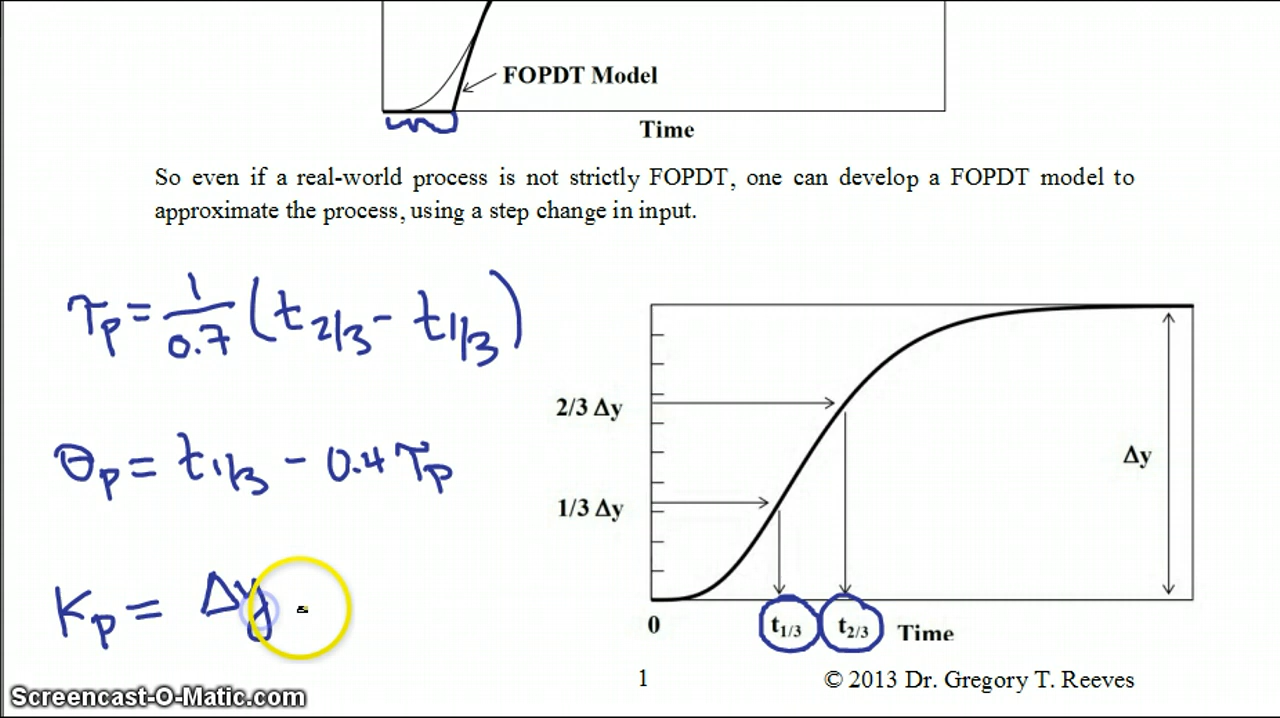 FOPDT Model
Time
So even if a real-world process is not strictly FOPDT, one can develop a FOPDT model to
approximate the process, using a step change in input.
τp = 1/0.7 (t2/3 − t1/3)
θp = t1/3 − 0.4 τp
Kp = Δy
2/3 Δy
1/3 Δy
Δy
0
t1/3
t2/3
Time
1
© 2013 Dr. Gregory T. Reeves
Screencast-O-Matic.com